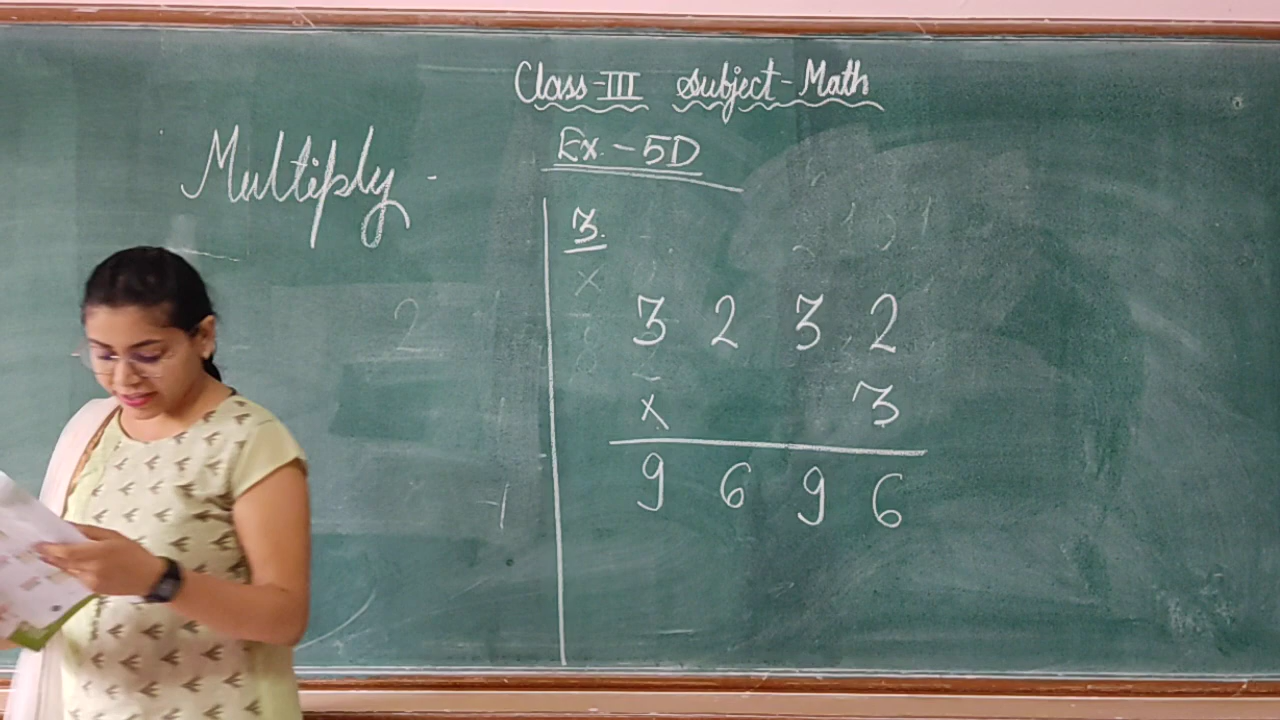 Class-III Subject-Math
Multiply -
Ex. - 5D
3.
3 2 3 2
x 3
9 6 9 6